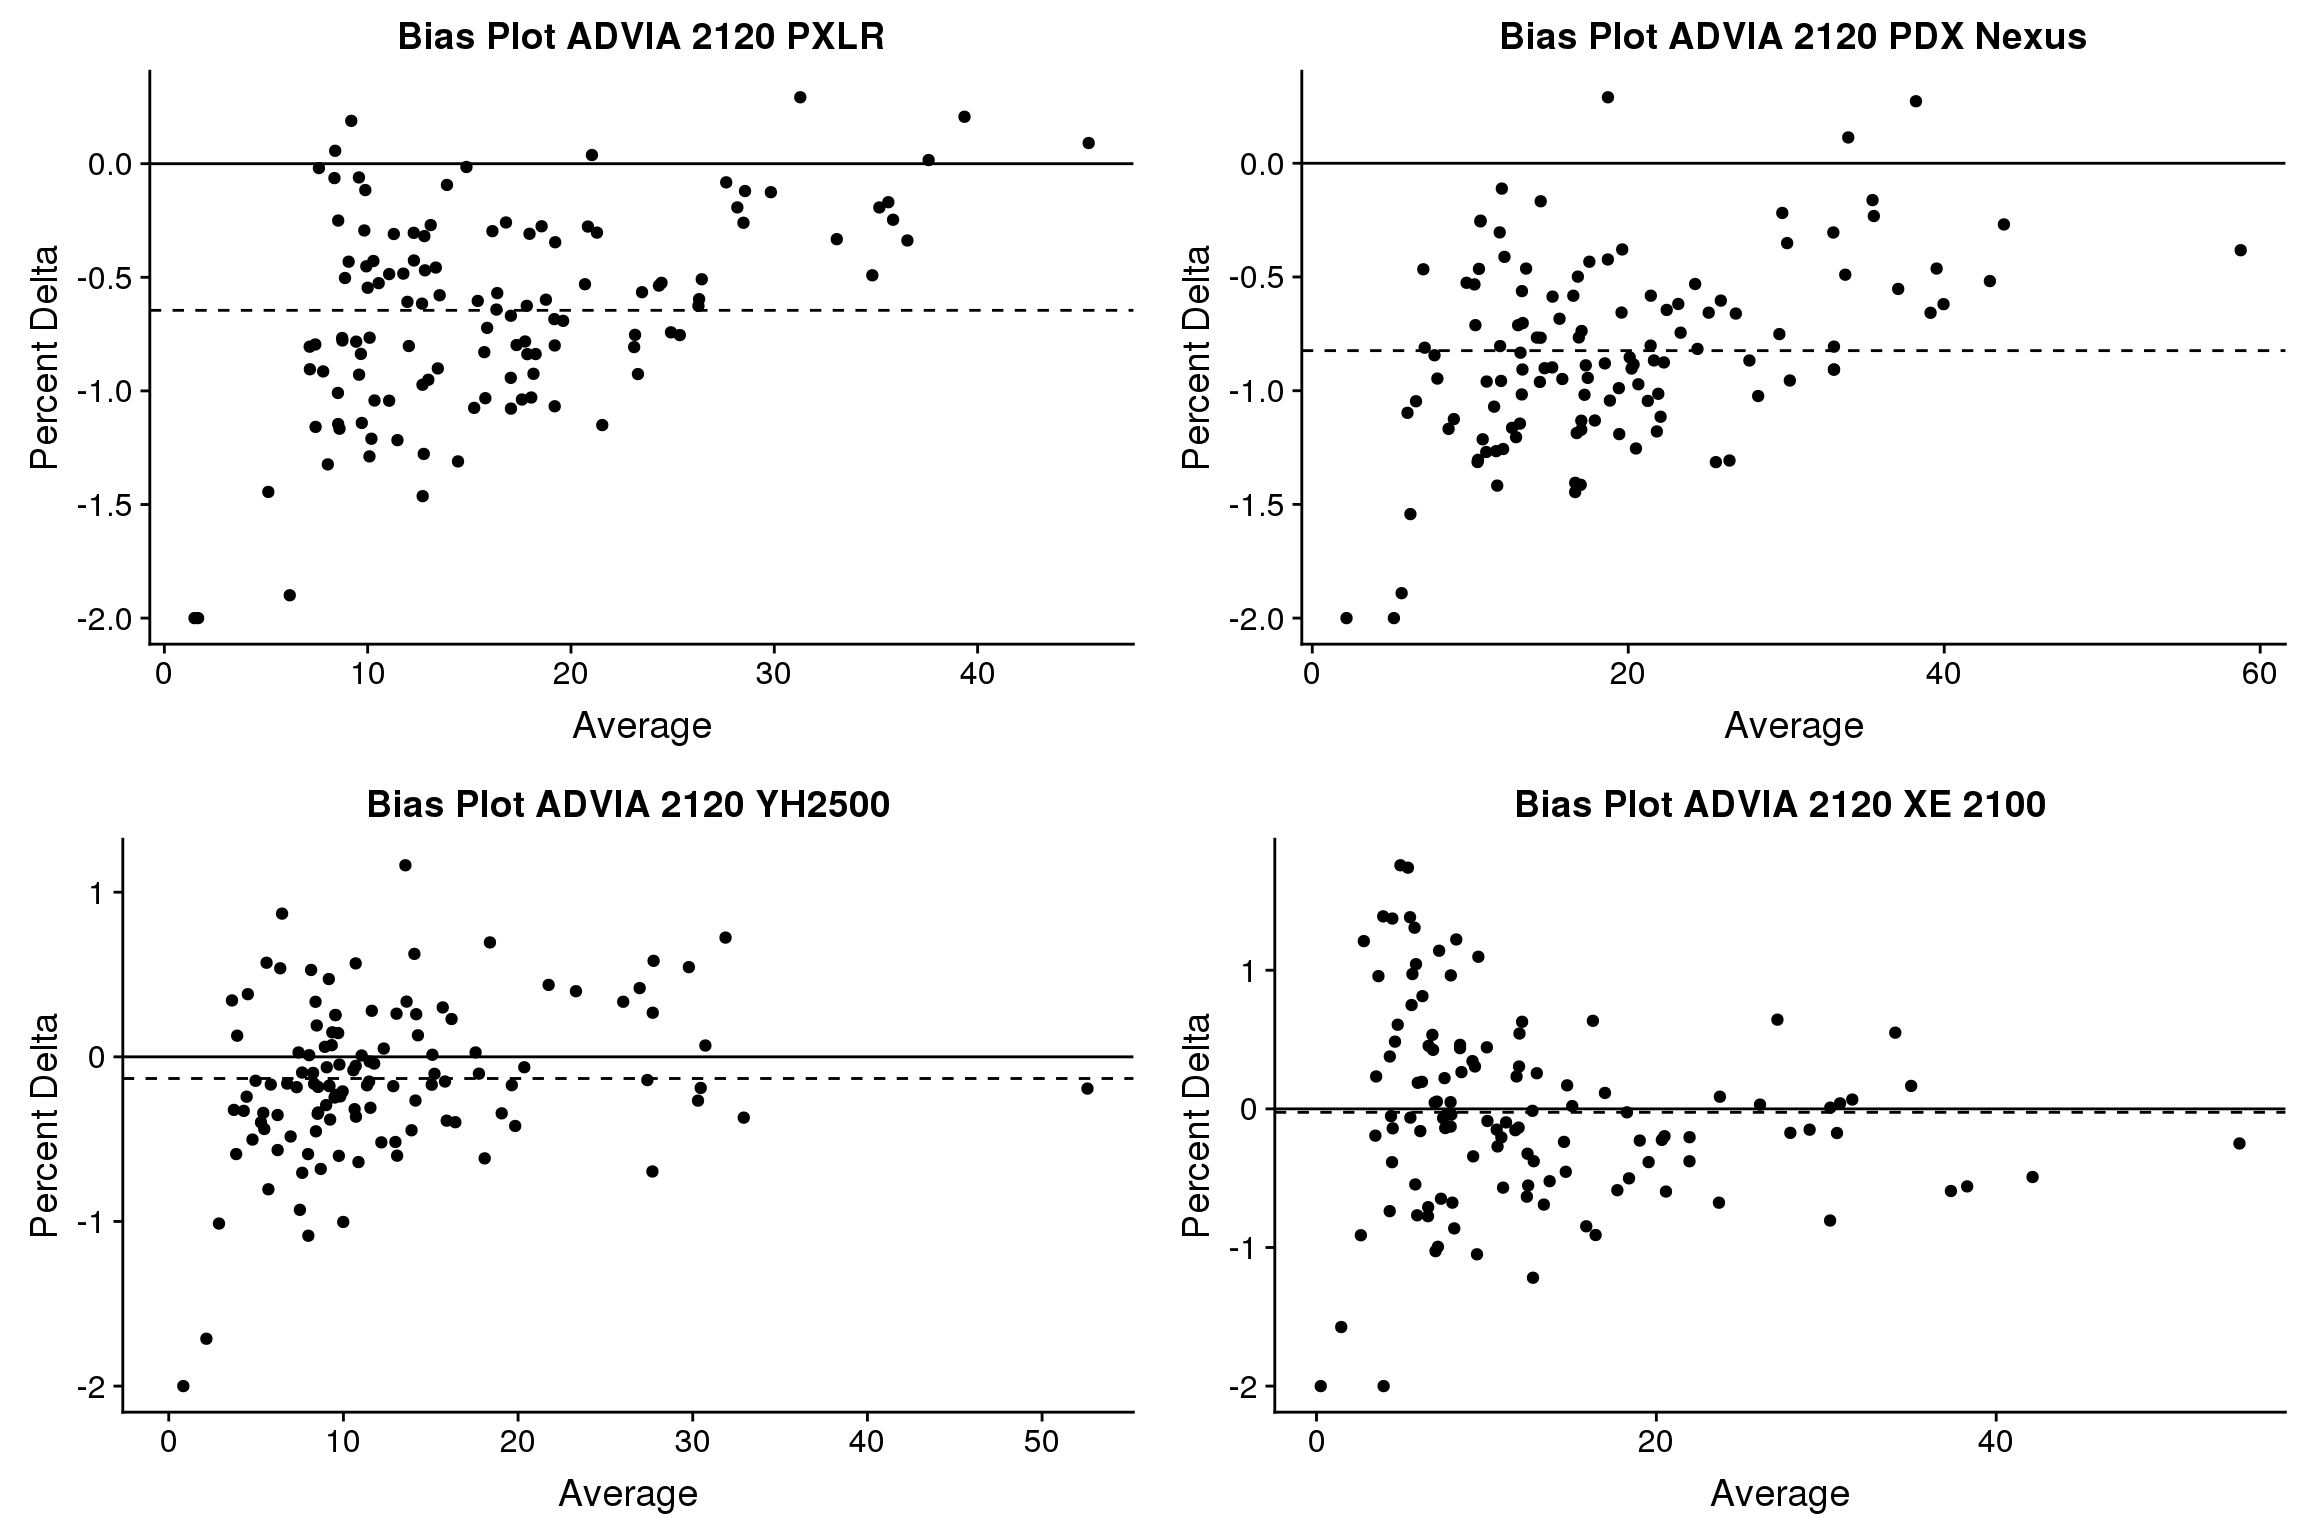 Bias Plot ADVIA 2120 PXLR
0.0
-0.5
-1.0
-1.5
-2.0
Percent Delta
0 10 20 30 40
Average
Bias Plot ADVIA 2120 PDX Nexus
0.0
-0.5
-1.0
-1.5
-2.0
Percent Delta
0 20 40 60
Average
Bias Plot ADVIA 2120 YH2500
1
0
-1
-2
Percent Delta
0 10 20 30 40 50
Average
Bias Plot ADVIA 2120 XE 2100
1
0
-1
-2
Percent Delta
0 20 40
Average